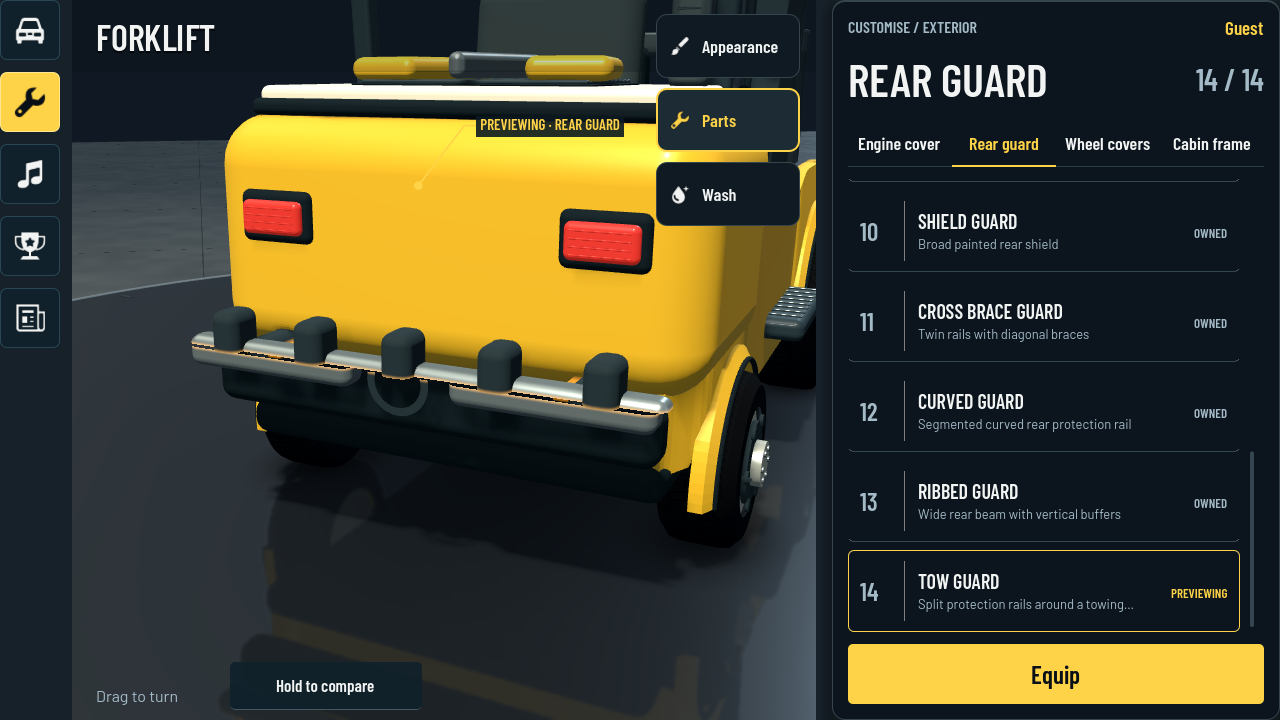 FORKLIFT
PREVIEWING · REAR GUARD
Appearance
Parts
Wash
Drag to turn
Hold to compare
CUSTOMISE / EXTERIOR
Guest
REAR GUARD
14 / 14
Engine cover
Rear guard
Wheel covers
Cabin frame
10
SHIELD GUARD
Broad painted rear shield
OWNED
11
CROSS BRACE GUARD
Twin rails with diagonal braces
OWNED
12
CURVED GUARD
Segmented curved rear protection rail
OWNED
13
RIBBED GUARD
Wide rear beam with vertical buffers
OWNED
14
TOW GUARD
Split protection rails around a towing...
PREVIEWING
Equip